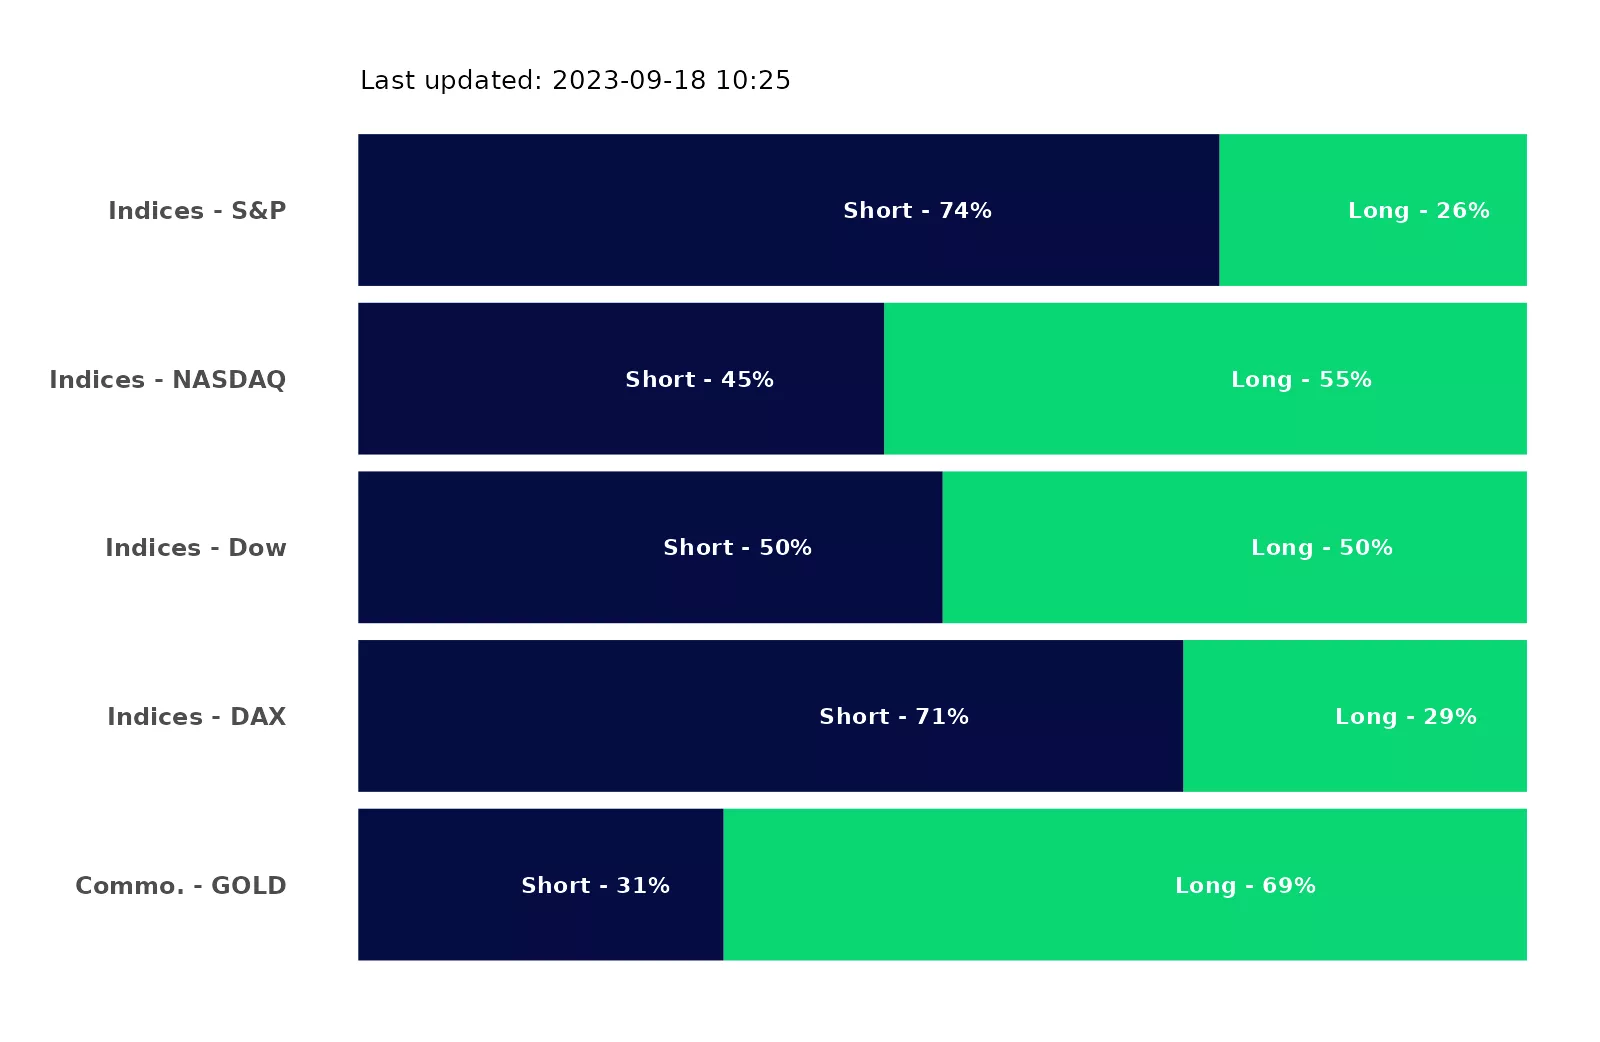 Last updated: 2023-09-18 10:25
Indices - S&P Short - 74% Long - 26%
Indices - NASDAQ Short - 45% Long - 55%
Indices - Dow Short - 50% Long - 50%
Indices - DAX Short - 71% Long - 29%
Commo. - GOLD Short - 31% Long - 69%